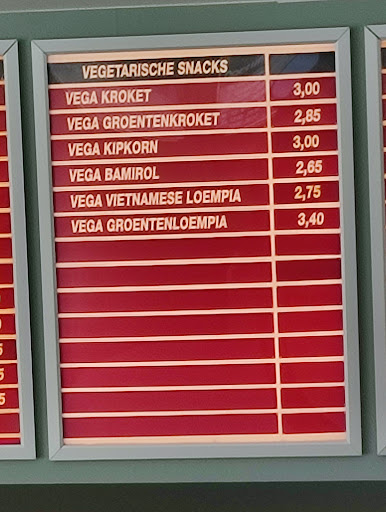 VEGETARISCHE SNACKS
VEGA KROKET 3,00
VEGA GROENTENKROKET 2,85
VEGA KIPKORN 3,00
VEGA BAMIROL 2,65
VEGA VIETNAMESE LOEMPIA 2,75
VEGA GROENTENLOEMPIA 3,40